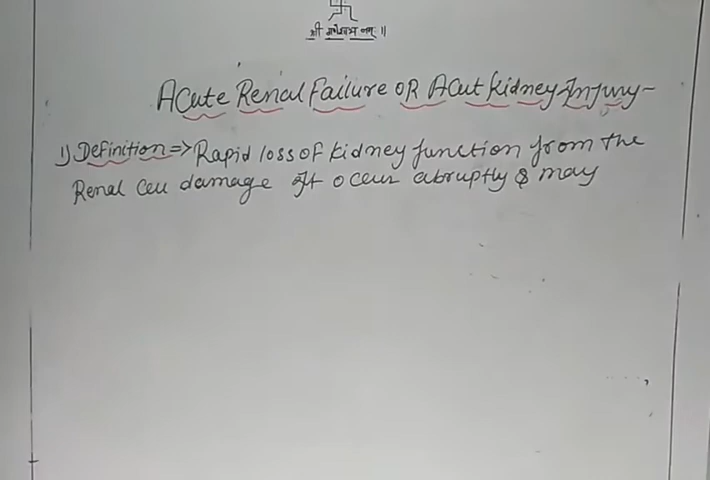 श्री गणेशाय नमः ॥
Acute Renal Failure OR Acut Kidney Injury-
1) Definition => Rapid loss of kidney function from the
Renal Cell damage It occur abruptly & may